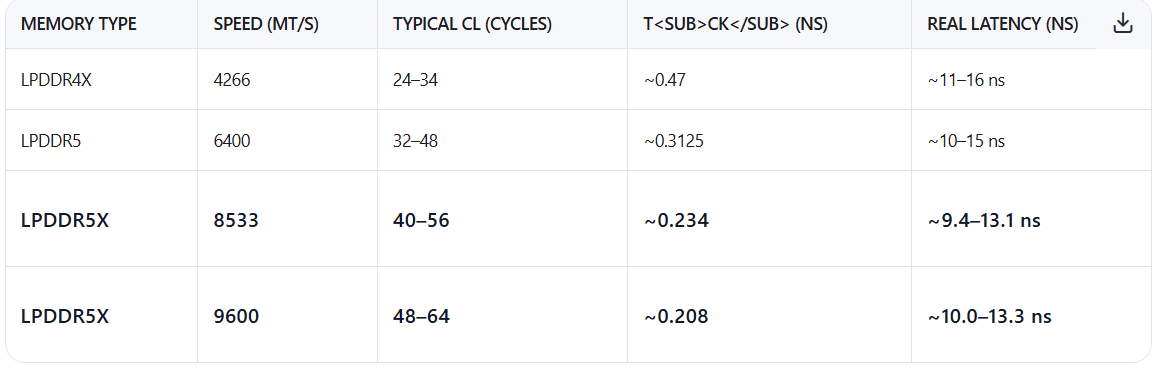 MEMORY TYPE SPEED (MT/S) TYPICAL CL (CYCLES) T<SUB>CK</SUB> (NS) REAL LATENCY (NS)
LPDDR4X 4266 24–34 ~0.47 ~11–16 ns
LPDDR5 6400 32–48 ~0.3125 ~10–15 ns
LPDDR5X 8533 40–56 ~0.234 ~9.4–13.1 ns
LPDDR5X 9600 48–64 ~0.208 ~10.0–13.3 ns